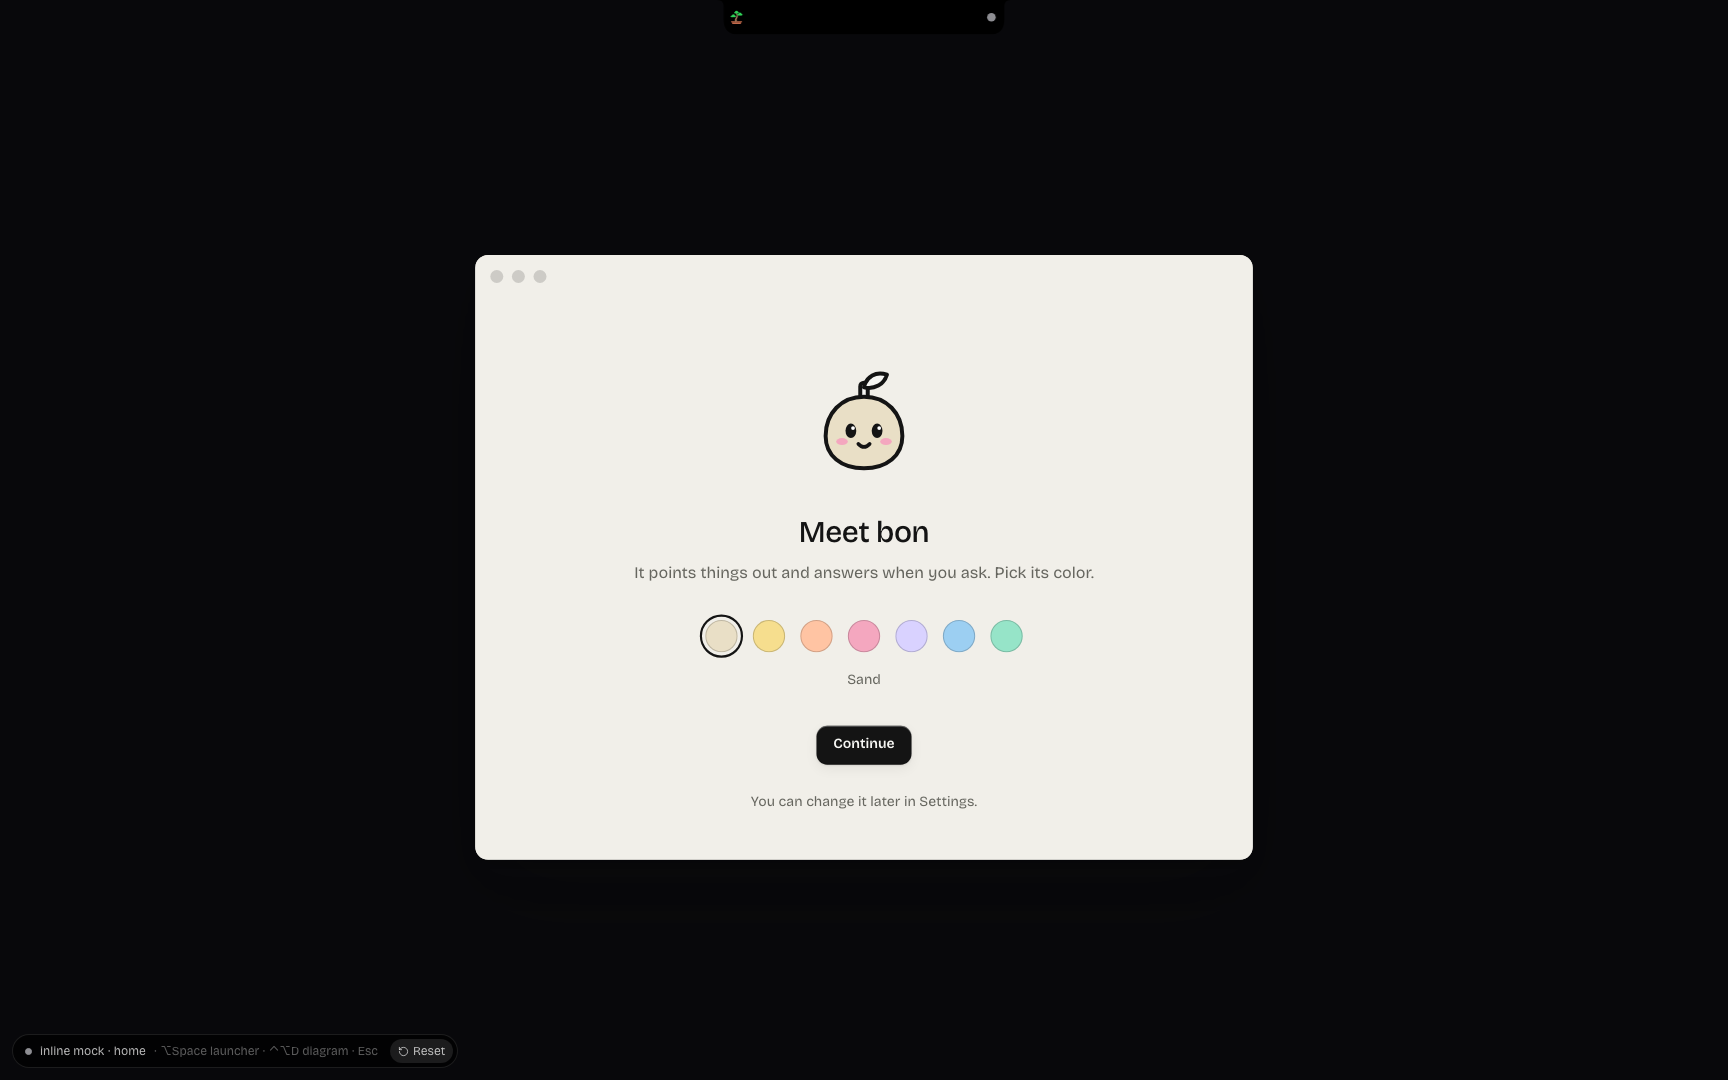 Meet bon
It points things out and answers when you ask. Pick its color.
Sand
Continue
You can change it later in Settings.
inline mock · home · ⌥Space launcher · ^⌥D diagram · Esc Reset